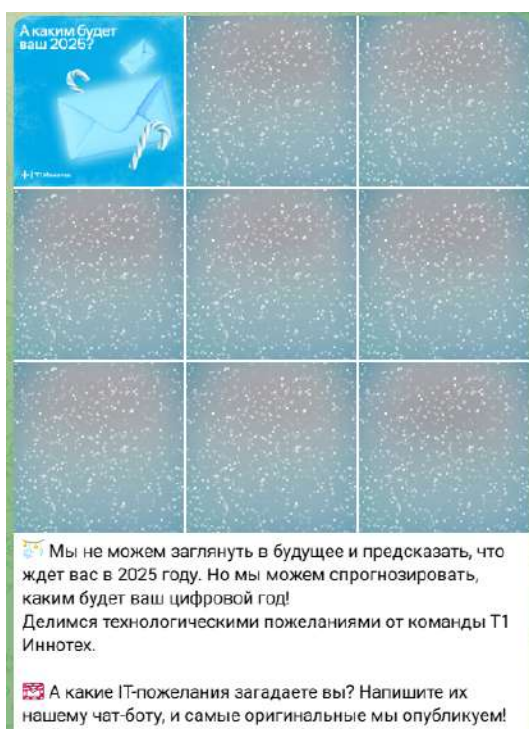 А каким будет
ваш 2025?
Т1 Иннотех
Мы не можем заглянуть в будущее и предсказать, что
ждет вас в 2025 году. Но мы можем спрогнозировать,
каким будет ваш цифровой год!
Делимся технологическими пожеланиями от команды Т1
Иннотех.
А какие IT-пожелания загадаете вы? Напишите их
нашему чат-боту, и самые оригинальные мы опубликуем!